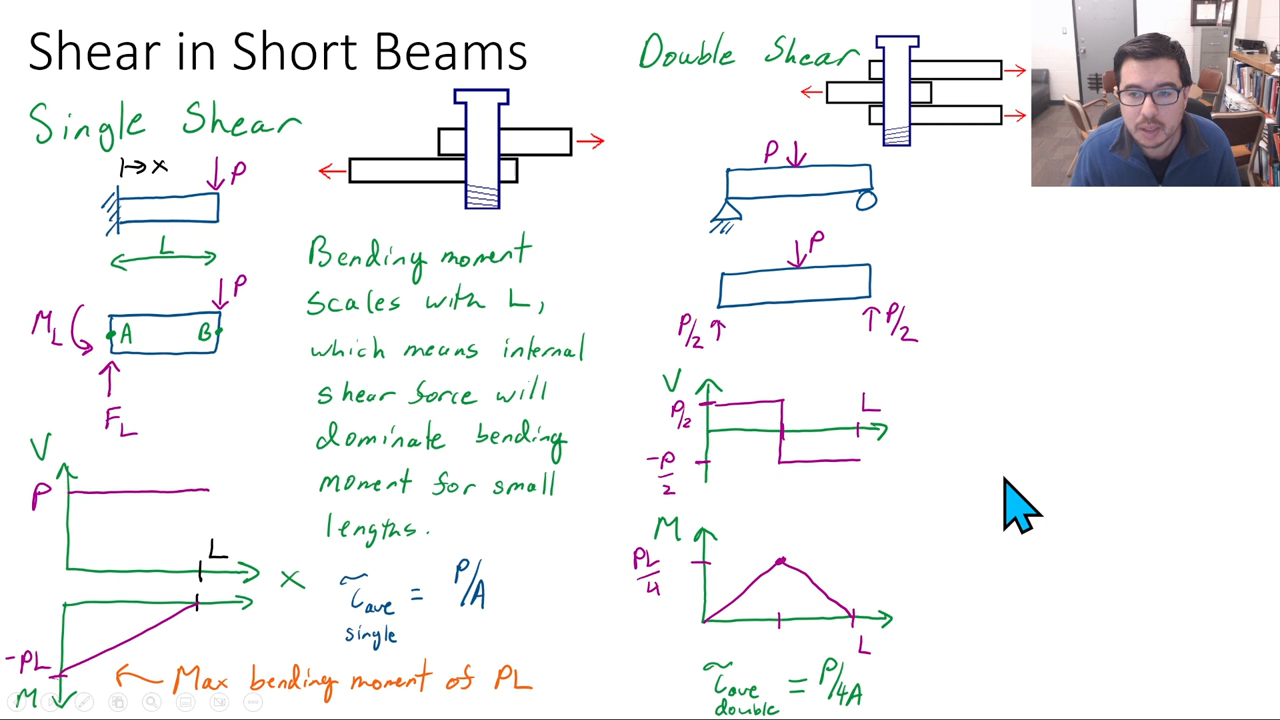 Shear in Short Beams
Single Shear
x
P
L
P
M_L
A
B
F_L
V
P
L
x
-PL
M
Max bending moment of PL
Bending moment
scales with L,
which means internal
shear force will
dominate bending
moment for small
lengths.
τ̃ave = P/A
single
Double Shear
P
P
P/2
P/2
V
P/2
L
-P/2
M
PL/4
L
τ̃ave = P/4A
double